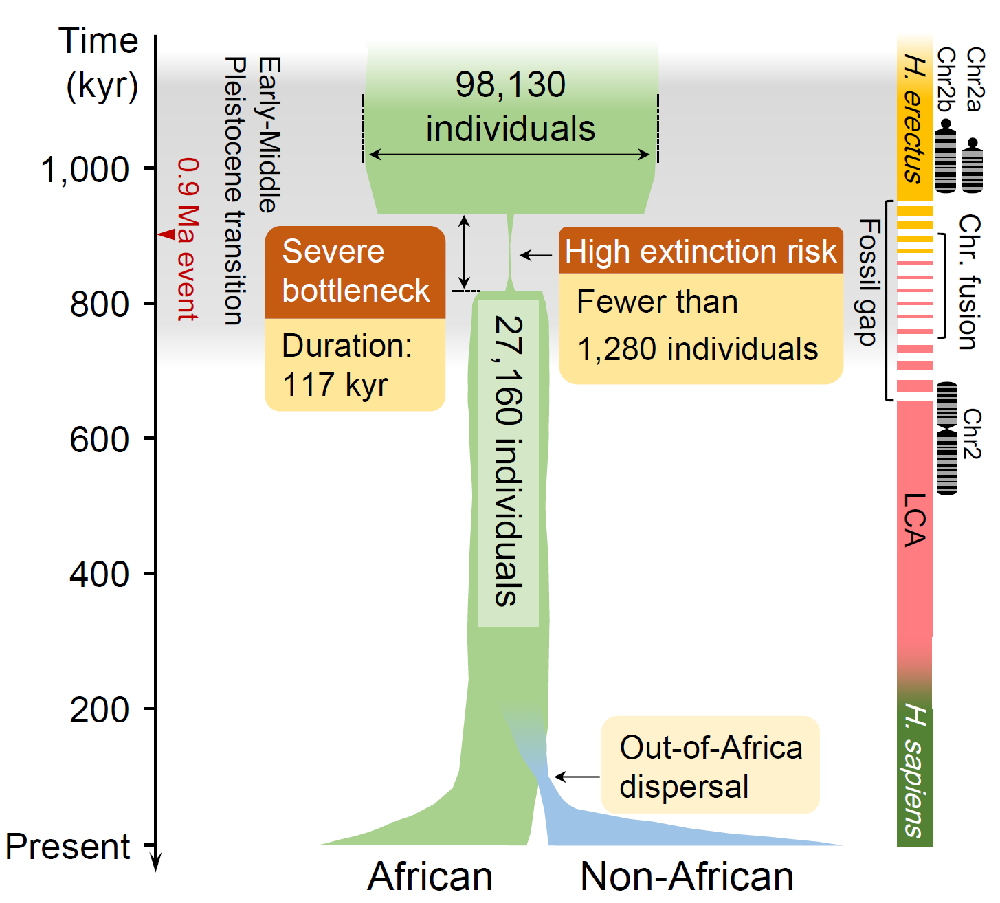 Time
(kyr)
1,000
800
600
400
200
Present
0.9 Ma event
Early-Middle
Pleistocene transition
98,130
individuals
Severe
bottleneck
Duration:
117 kyr
High extinction risk
Fewer than
1,280 individuals
27,160 individuals
Out-of-Africa
dispersal
African
Non-African
Fossil gap
H. erectus
LCA
H. sapiens
Chr2b
Chr2a
Chr. fusion
Chr2